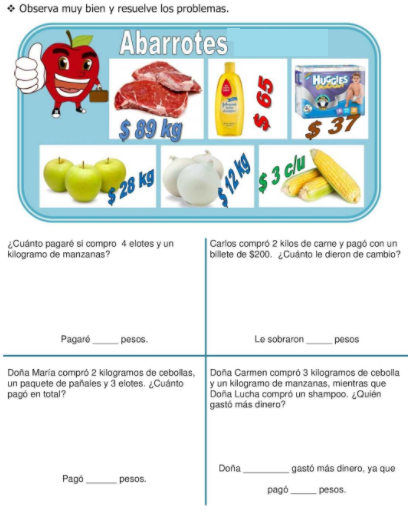 ❖ Observa muy bien y resuelve los problemas.
Abarrotes
$ 89 kg
$ 65
HUGGIES
$ 37
$ 28 kg
$ 12 kg
$ 3 c/u
¿Cuánto pagaré si compro 4 elotes y un
kilogramo de manzanas?
Pagaré ______ pesos.
Carlos compró 2 kilos de carne y pagó con un
billete de $200. ¿Cuánto le dieron de cambio?
Le sobraron ______ pesos
Doña María compró 2 kilogramos de cebollas,
un paquete de pañales y 3 elotes. ¿Cuánto
pagó en total?
Pagó _______ pesos.
Doña Carmen compró 3 kilogramos de cebolla
y un kilogramo de manzanas, mientras que
Doña Lucha compró un shampoo. ¿Quién
gastó más dinero?
Doña __________ gastó más dinero, ya que
pagó ______ pesos.